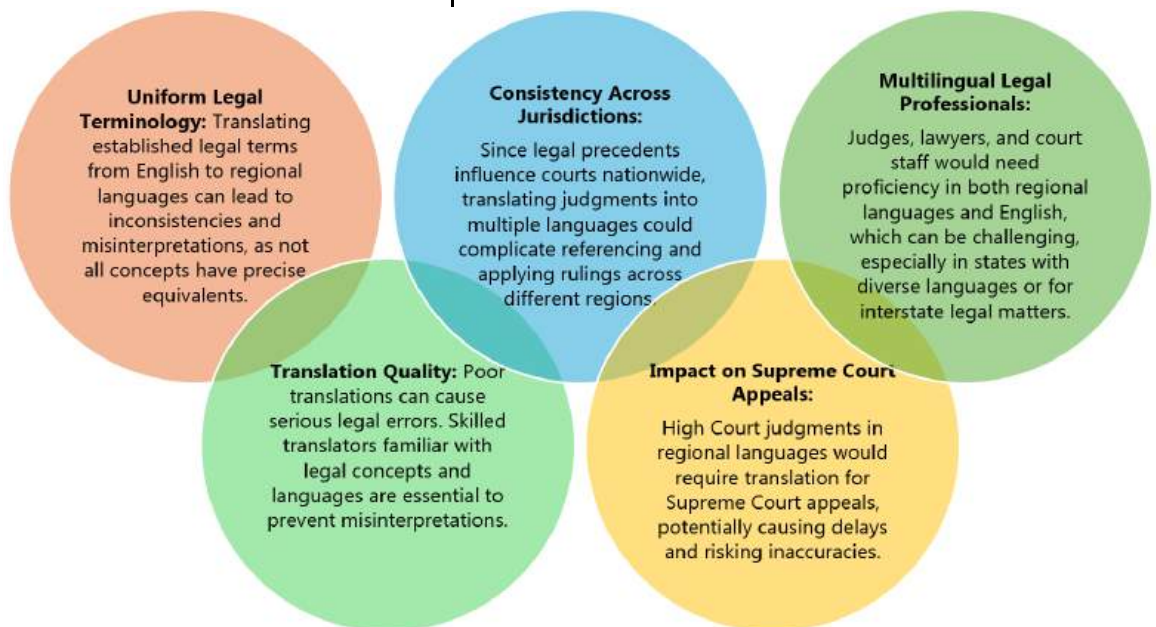 Uniform Legal
Terminology: Translating
established legal terms
from English to regional
languages can lead to
inconsistencies and
misinterpretations, as not
all concepts have precise
equivalents.
Consistency Across
Jurisdictions:
Since legal precedents
influence courts nationwide,
translating judgments into
multiple languages could
complicate referencing and
applying rulings across
different regions.
Multilingual Legal
Professionals:
Judges, lawyers, and court
staff would need
proficiency in both regional
languages and English,
which can be challenging,
especially in states with
diverse languages or for
interstate legal matters.
Translation Quality: Poor
translations can cause
serious legal errors. Skilled
translators familiar with
legal concepts and
languages are essential to
prevent misinterpretations.
Impact on Supreme Court
Appeals:
High Court judgments in
regional languages would
require translation for
Supreme Court appeals,
potentially causing delays
and risking inaccuracies.